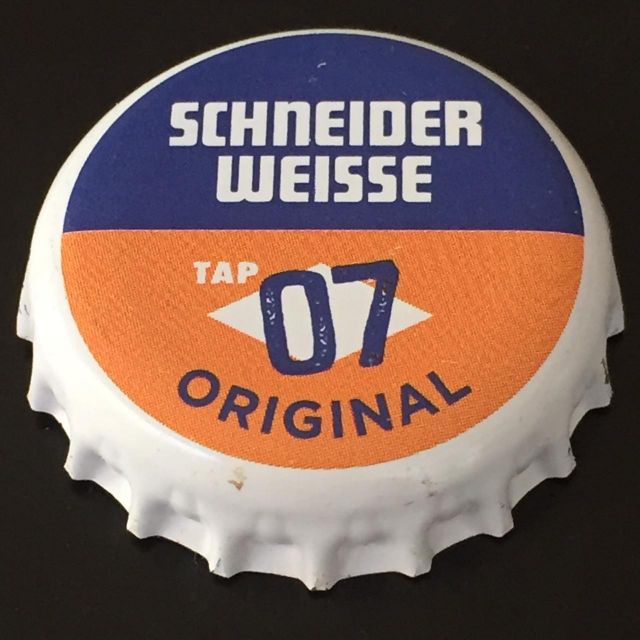 SCHNEIDER
WEISSE
TAP 07
ORIGINAL